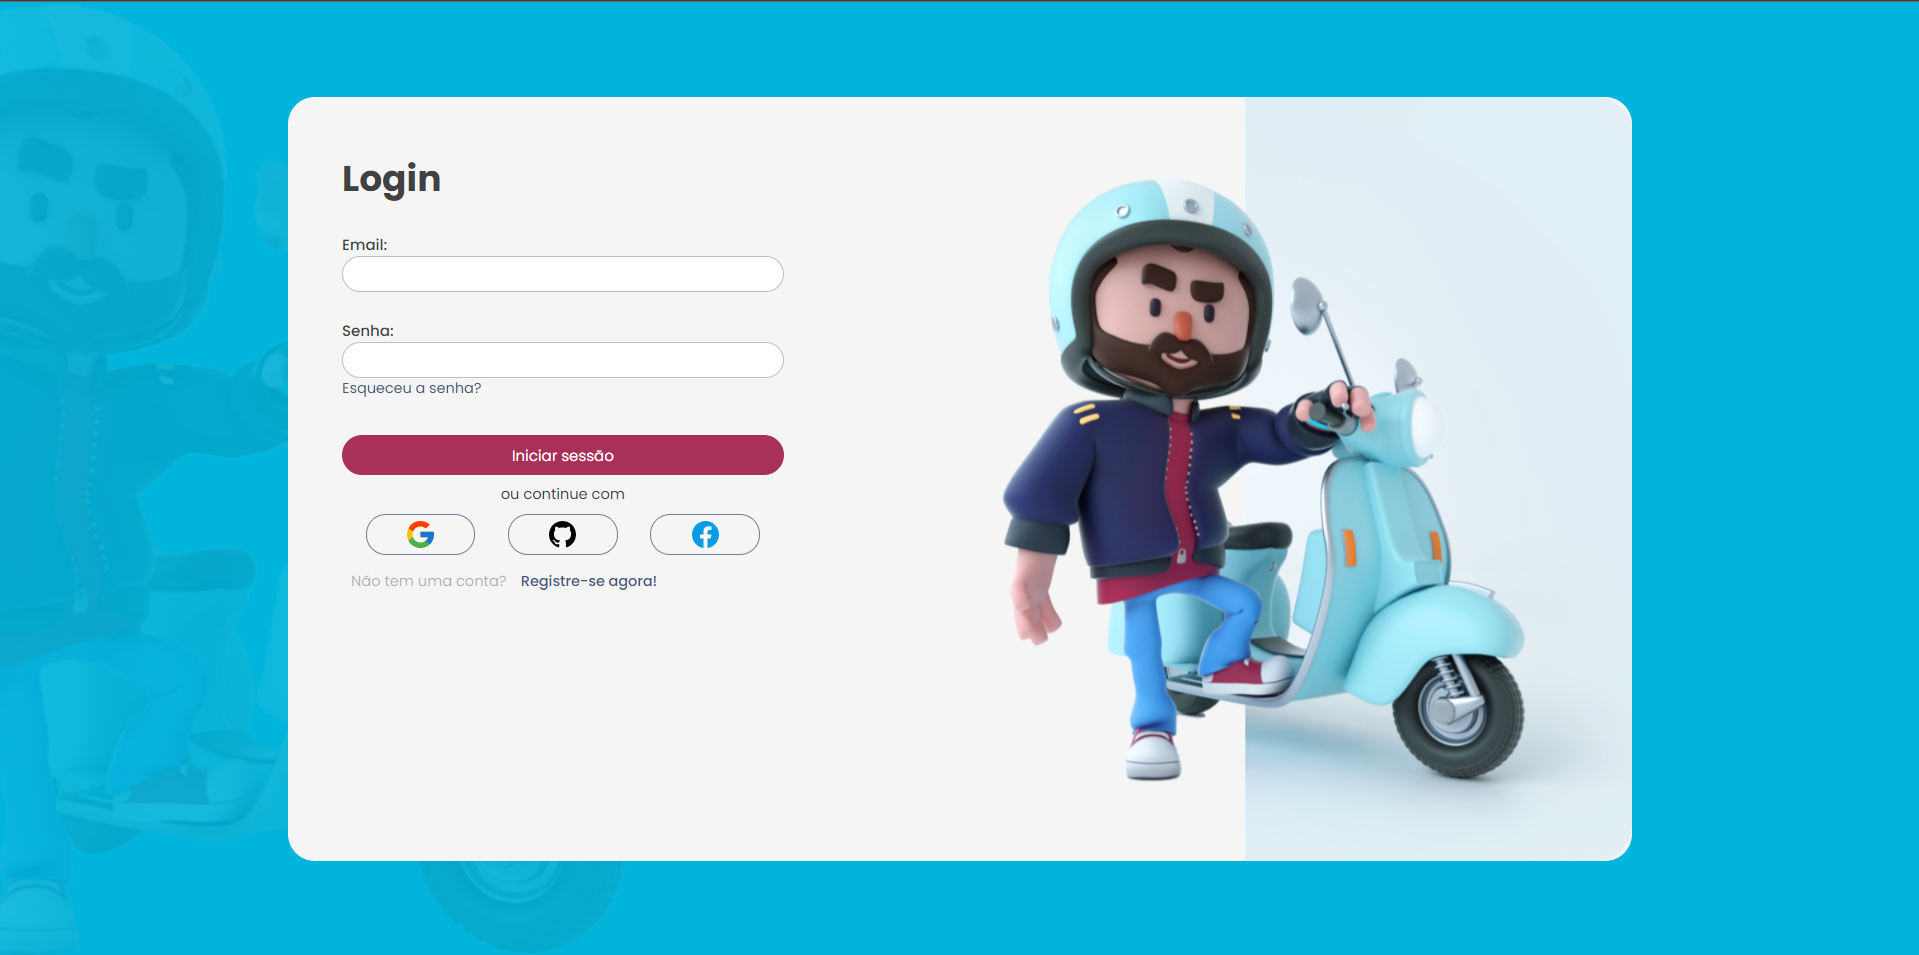 Login
Email:
Senha:
Esqueceu a senha?
Iniciar sessão
ou continue com
Não tem uma conta? Registre-se agora!